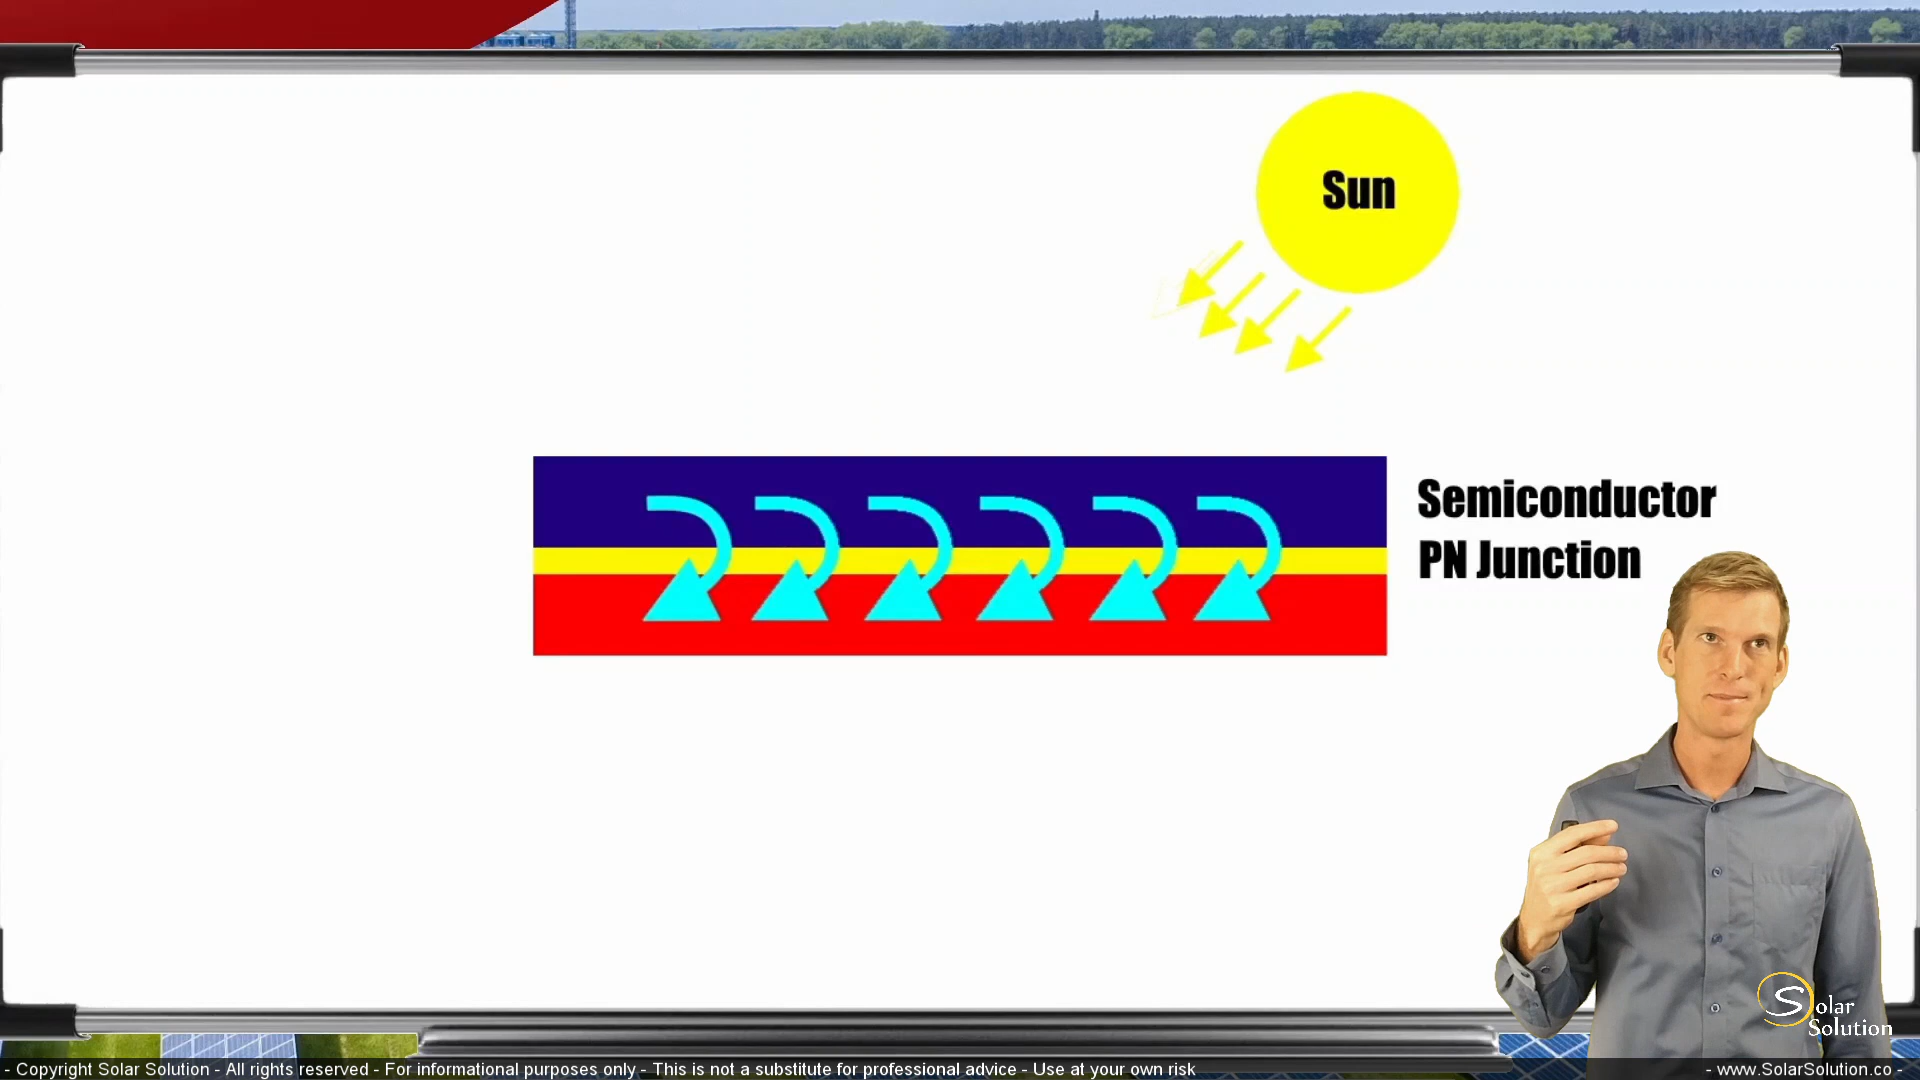 Sun
Semiconductor
PN Junction
Solar
Solution
- Copyright Solar Solution - All rights reserved - For informational purposes only - This is not a substitute for professional advice - Use at your own risk
- www.SolarSolution.co -